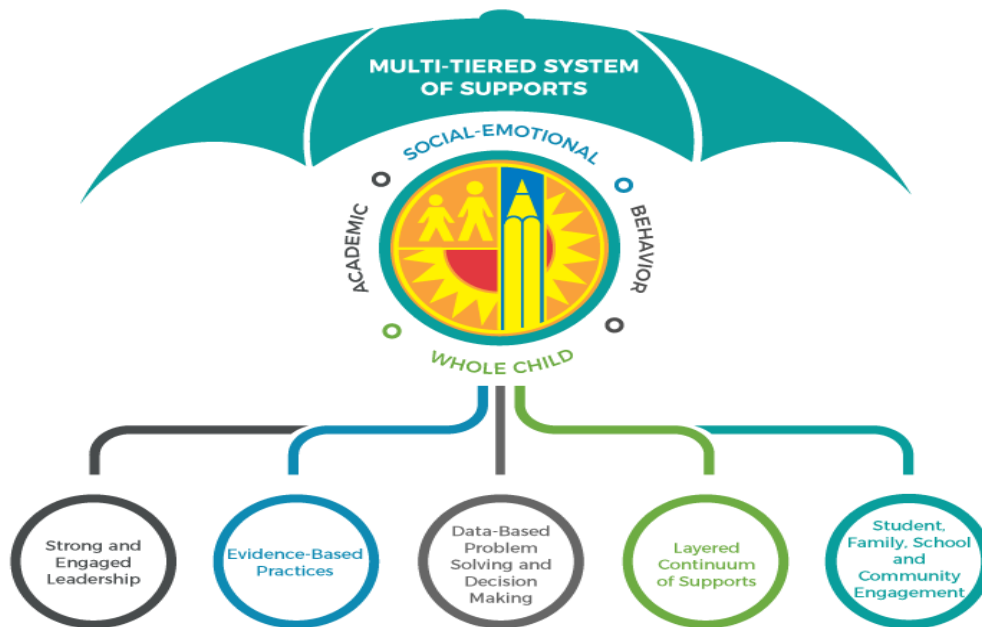 MULTI-TIERED SYSTEM
OF SUPPORTS
SOCIAL-EMOTIONAL
ACADEMIC
BEHAVIOR
WHOLE CHILD
Strong and
Engaged
Leadership
Evidence-Based
Practices
Data-Based
Problem
Solving and
Decision
Making
Layered
Continuum
of Supports
Student,
Family, School
and
Community
Engagement